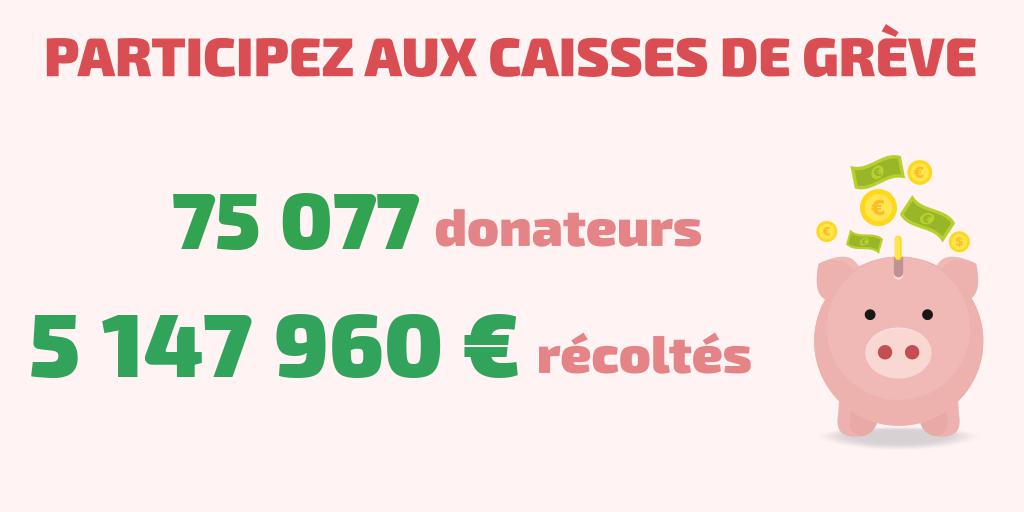 PARTICIPEZ AUX CAISSES DE GRÈVE
75 077 donateurs
5 147 960 € récoltés